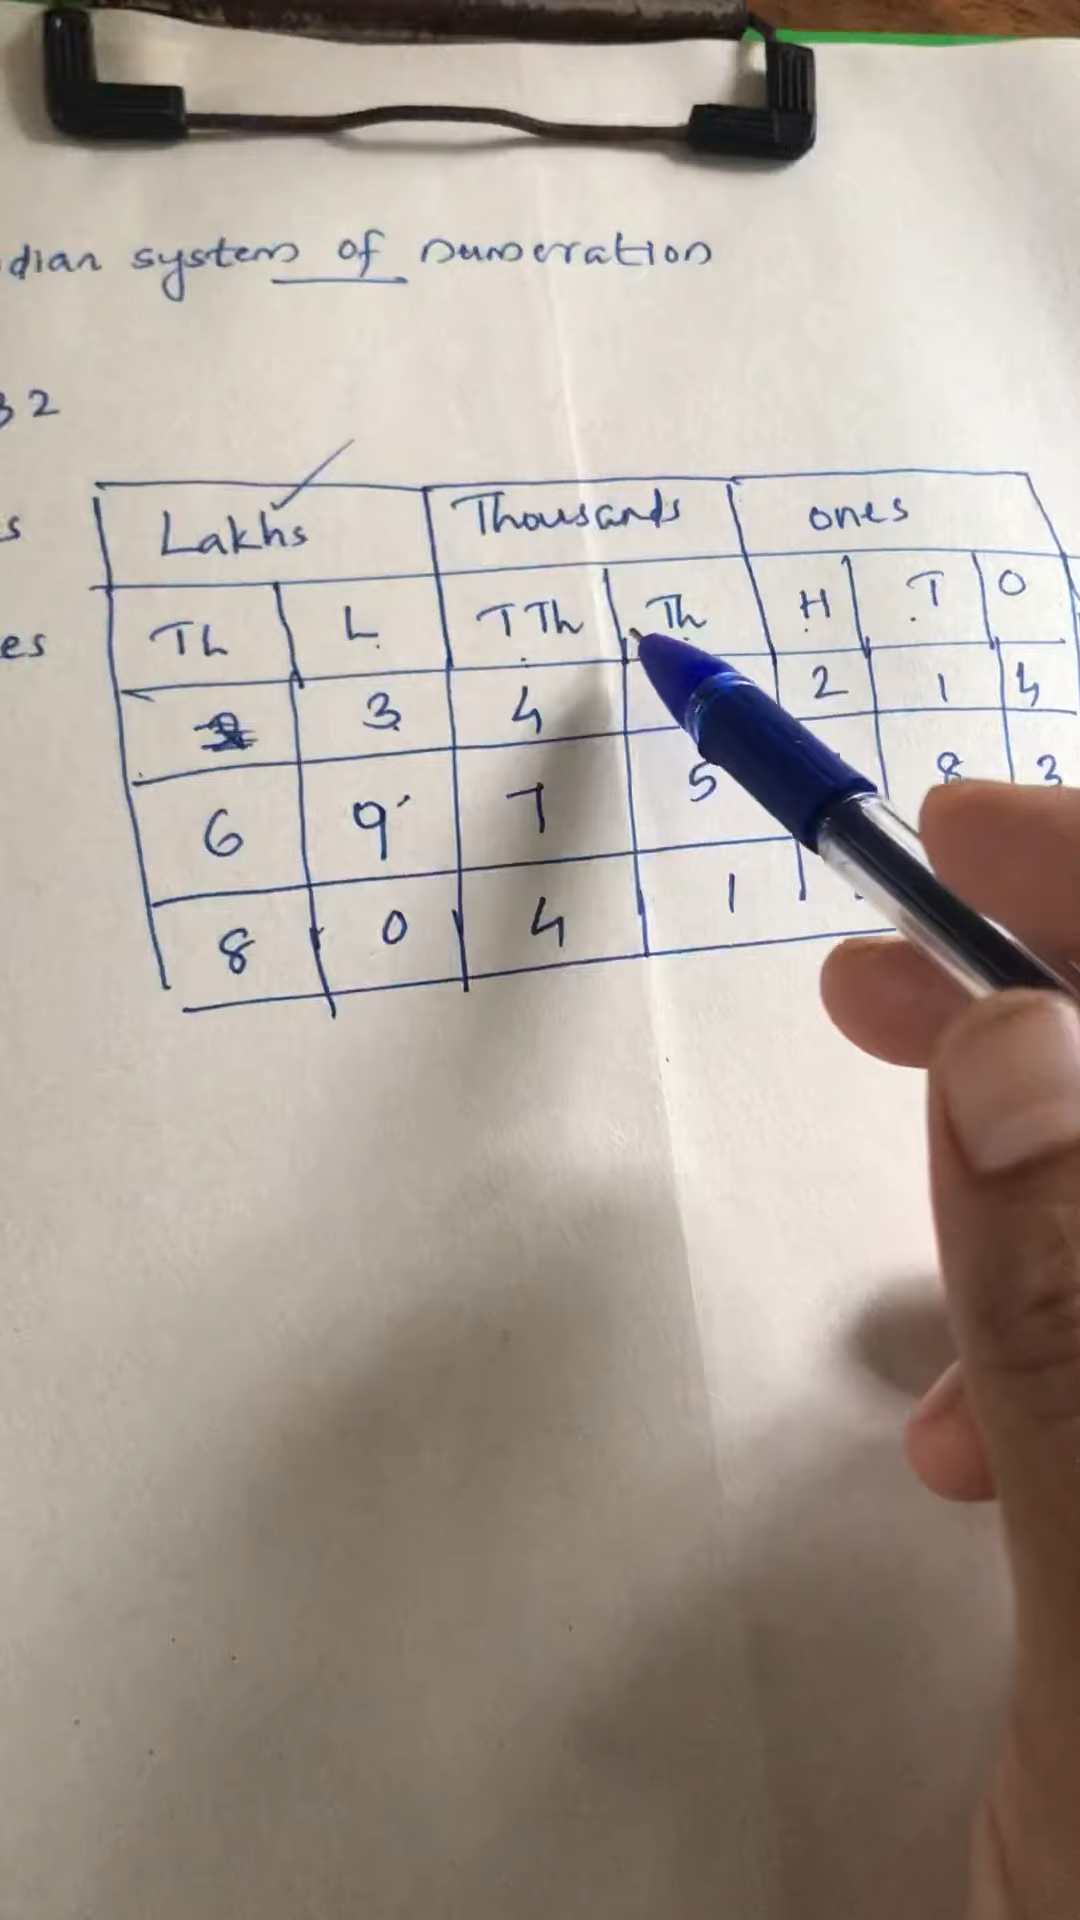 dian system of numeration
32
s
Lakhs Thousands ones
es
TL L TTh Th H T O
3 4 2 1 4
6 9 7 5 8 3
8 0 4 1